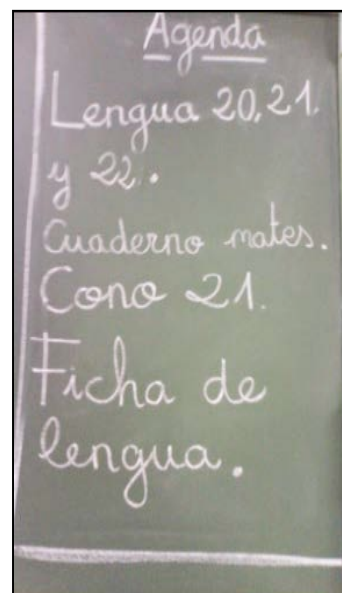 Agenda
Lengua 20, 21.
y 22.
Cuaderno mates.
Cono 21.
Ficha de
lengua.